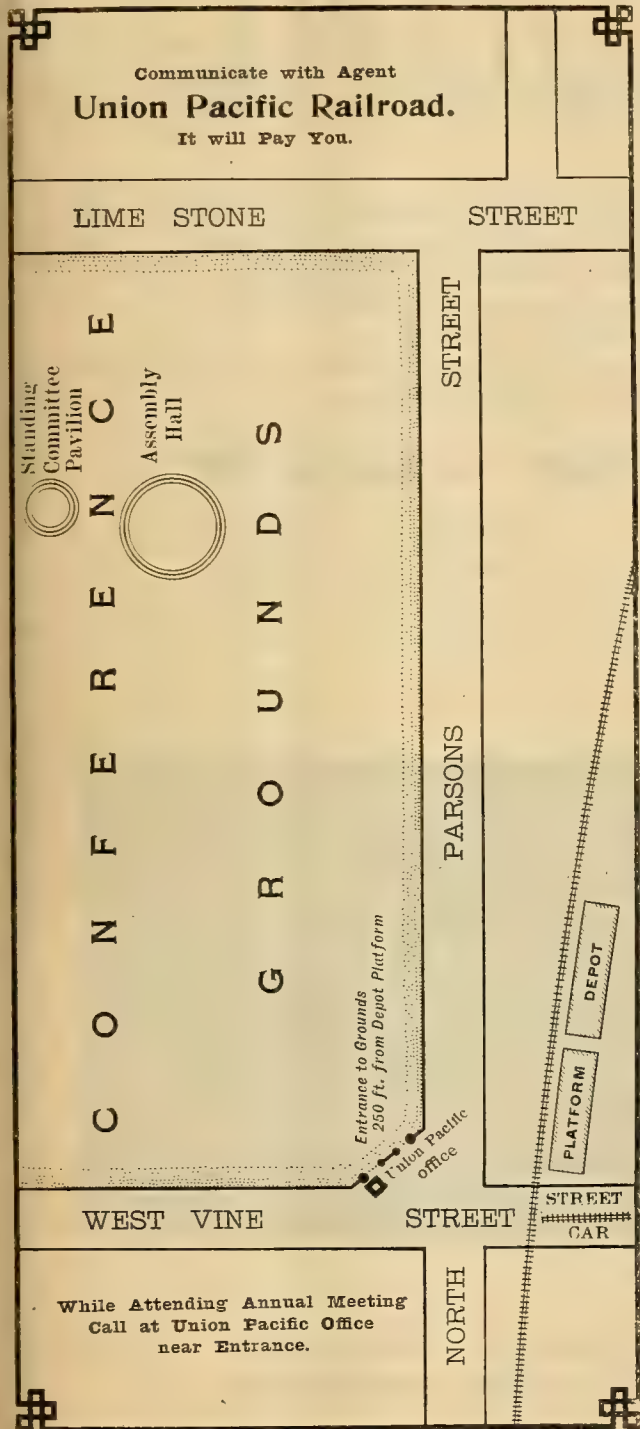 Communicate with Agent
Union Pacific Railroad.
It will Pay You.
LIME STONE STREET
STREET
Standing
Committee
Pavilion
Assembly
Hall
CONFERENCE
GROUNDS
PARSONS
Entrance to Grounds
250 ft. from Depot Platform
Union Pacific
office
DEPOT
PLATFORM
WEST VINE STREET
STREET
CAR
NORTH
While Attending Annual Meeting
Call at Union Pacific Office
near Entrance.